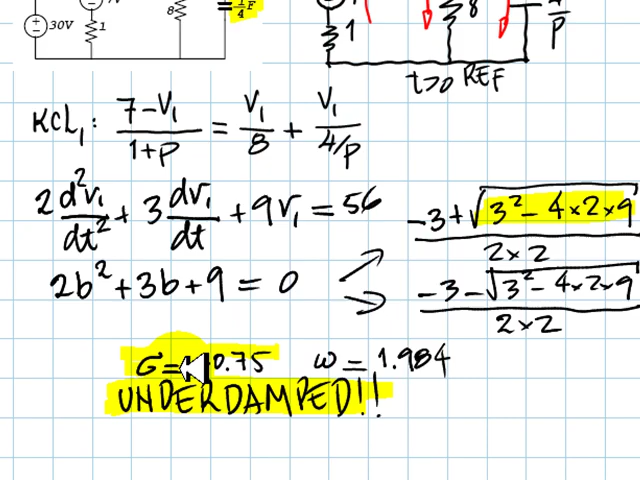 30V 1 8 1/4 F
1 8 P
t>0 REF
KCL₁: (7-V₁)/(1+P) = V₁/8 + V₁/(4/P)
2 d²v₁/dt² + 3 dv₁/dt + 9V₁ = 56
(-3+√(3²-4×2×9))/(2×2)
2b²+3b+9 = 0
(-3-√(3²-4×2×9))/(2×2)
σ= 0.75 ω = 1.984
UNDERDAMPED!!